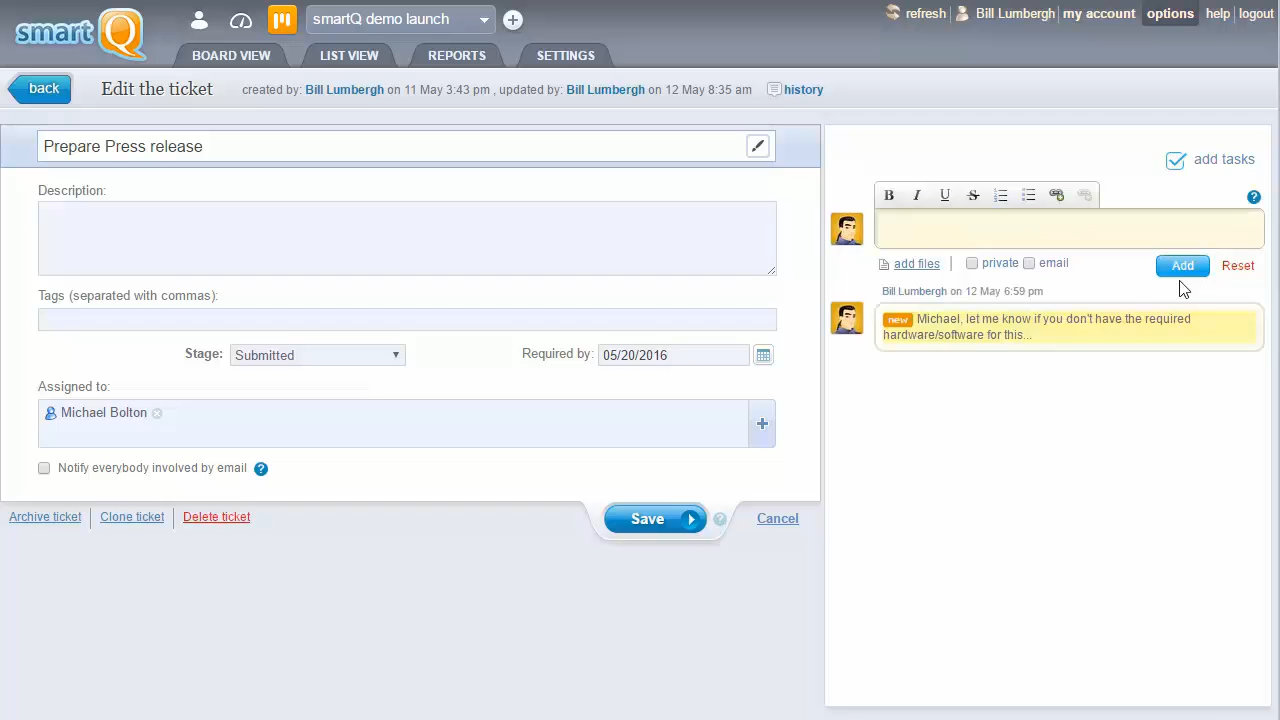 smartQ
smartQ demo launch
refresh
Bill Lumbergh
my account
options
help
logout
BOARD VIEW
LIST VIEW
REPORTS
SETTINGS
back
Edit the ticket
created by: Bill Lumbergh on 11 May 3:43 pm , updated by: Bill Lumbergh on 12 May 8:35 am
history
Prepare Press release
add tasks
Description:
B I U S
add files
private
email
Add
Reset
Bill Lumbergh on 12 May 6:59 pm
new Michael, let me know if you don't have the required
hardware/software for this...
Tags (separated with commas):
Stage: Submitted
Required by: 05/20/2016
Assigned to:
Michael Bolton
Notify everybody involved by email ?
Archive ticket
Clone ticket
Delete ticket
Save
?
Cancel